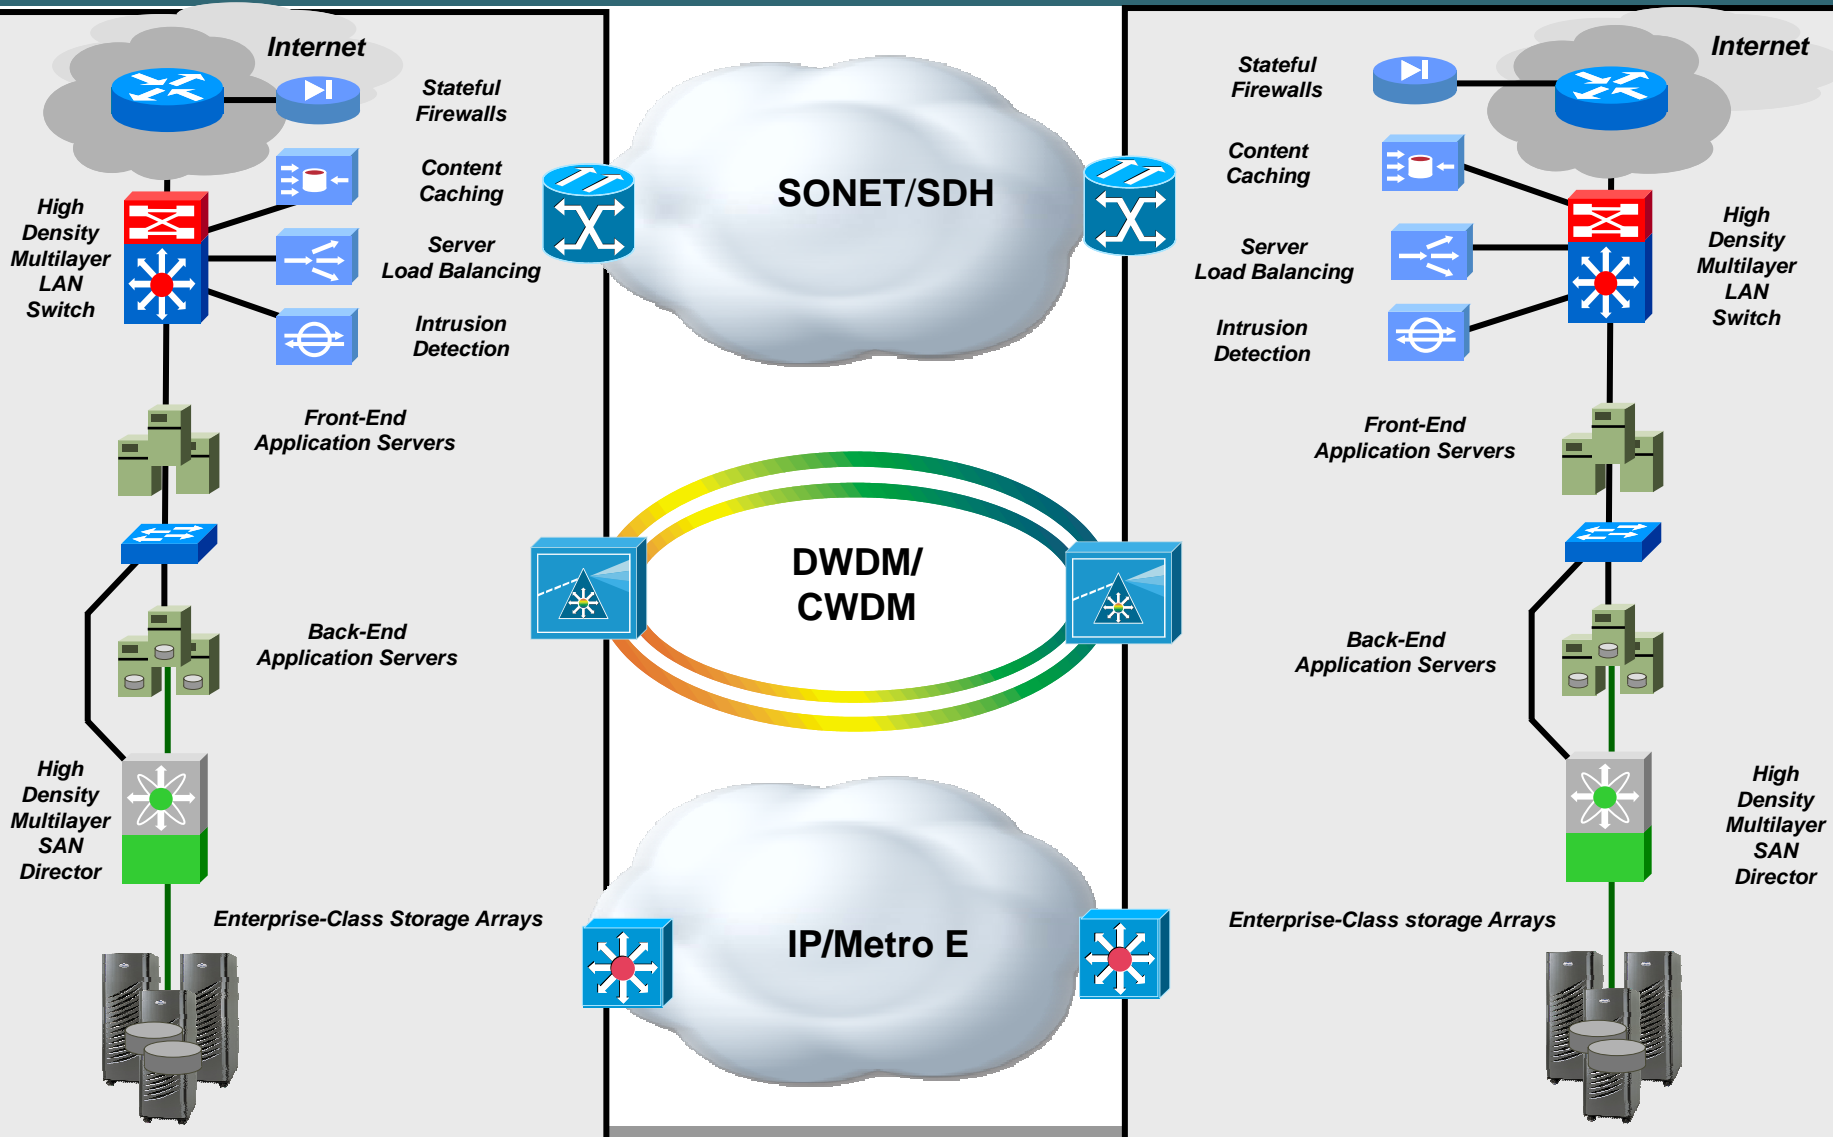 Internet
Stateful
Firewalls
Content
Caching
High
Density
Multilayer
LAN
Switch
Server
Load Balancing
Intrusion
Detection
Front-End
Application Servers
Back-End
Application Servers
High
Density
Multilayer
SAN
Director
Enterprise-Class Storage Arrays
SONET/SDH
DWDM/
CWDM
IP/Metro E
Internet
Stateful
Firewalls
Content
Caching
High
Density
Multilayer
LAN
Switch
Server
Load Balancing
Intrusion
Detection
Front-End
Application Servers
Back-End
Application Servers
High
Density
Multilayer
SAN
Director
Enterprise-Class storage Arrays